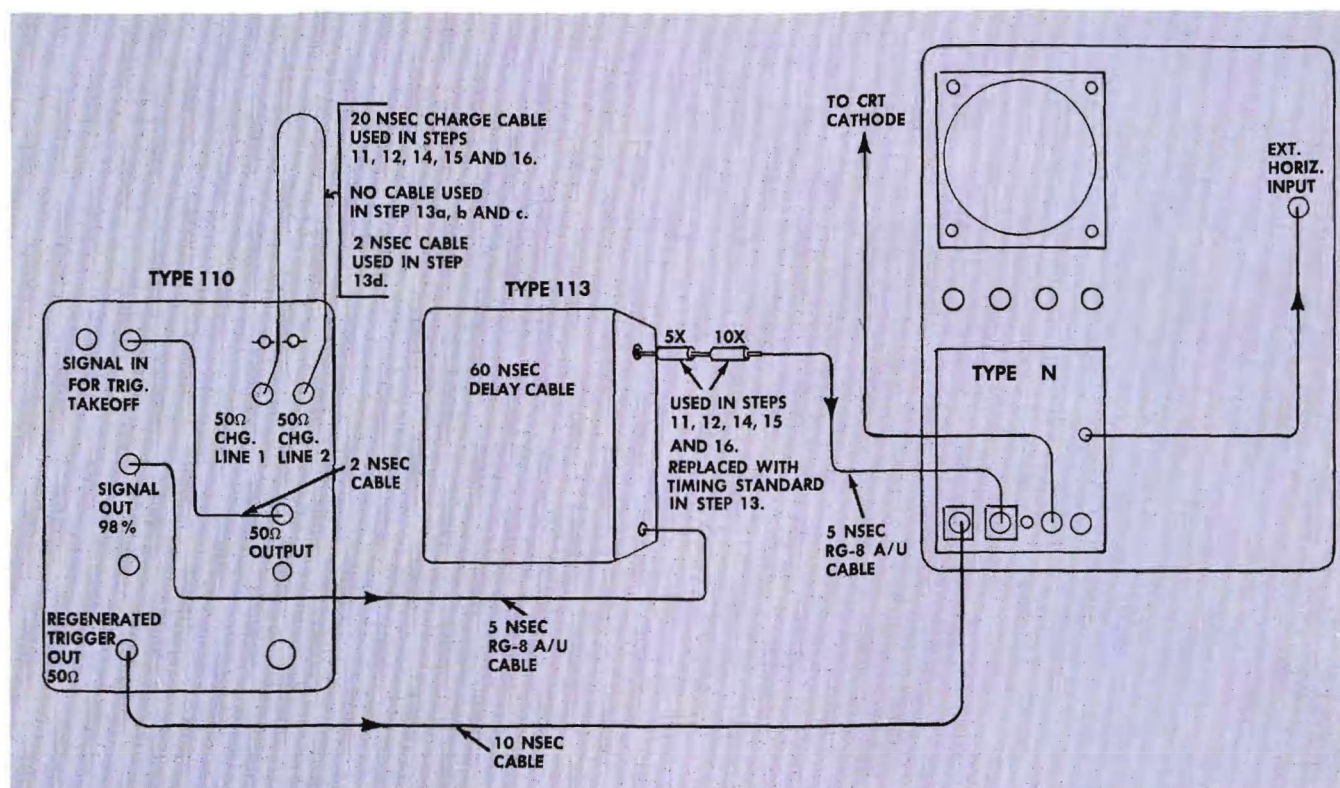 20 NSEC CHARGE CABLE
USED IN STEPS
11, 12, 14, 15 AND 16.
NO CABLE USED
IN STEP 13a, b AND c.
2 NSEC CABLE
USED IN STEP
13d.
TYPE 110
SIGNAL IN
FOR TRIG.
TAKEOFF
50Ω
CHG.
LINE 1
50Ω
CHG.
LINE 2
2 NSEC
CABLE
SIGNAL
OUT
98%
50Ω
OUTPUT
REGENERATED
TRIGGER
OUT
50Ω
TYPE 113
60 NSEC
DELAY CABLE
5X
10X
USED IN STEPS
11, 12, 14, 15
AND 16.
REPLACED WITH
TIMING STANDARD
IN STEP 13.
5 NSEC
RG-8 A/U
CABLE
5 NSEC
RG-8 A/U
CABLE
10 NSEC
CABLE
TO CRT
CATHODE
EXT.
HORIZ.
INPUT
TYPE N